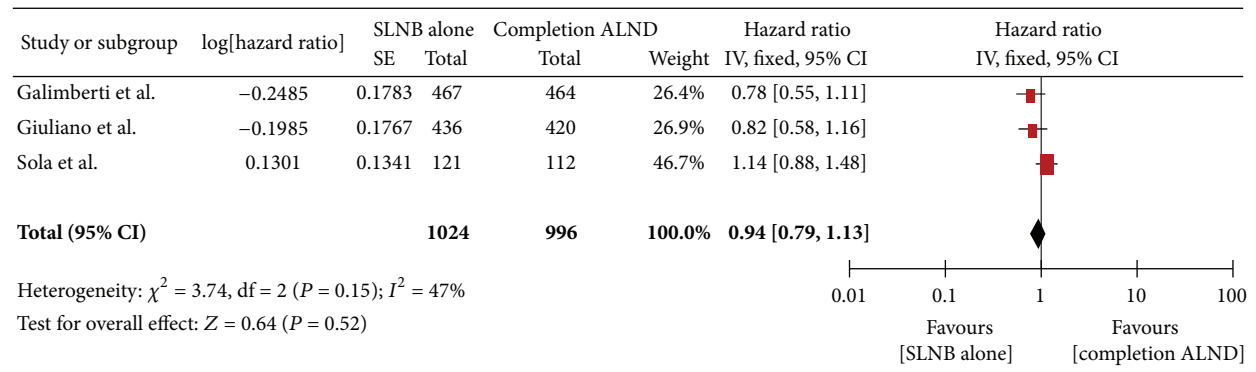 Study or subgroup log[hazard ratio] SLNB alone Completion ALND Hazard ratio Hazard ratio
SE Total Total Weight IV, fixed, 95% CI IV, fixed, 95% CI
Galimberti et al. −0.2485 0.1783 467 464 26.4% 0.78 [0.55, 1.11]
Giuliano et al. −0.1985 0.1767 436 420 26.9% 0.82 [0.58, 1.16]
Sola et al. 0.1301 0.1341 121 112 46.7% 1.14 [0.88, 1.48]
Total (95% CI) 1024 996 100.0% 0.94 [0.79, 1.13]
Heterogeneity: χ² = 3.74, df = 2 (P = 0.15); I² = 47%
Test for overall effect: Z = 0.64 (P = 0.52)
0.01 0.1 1 10 100
Favours Favours
[SLNB alone] [completion ALND]